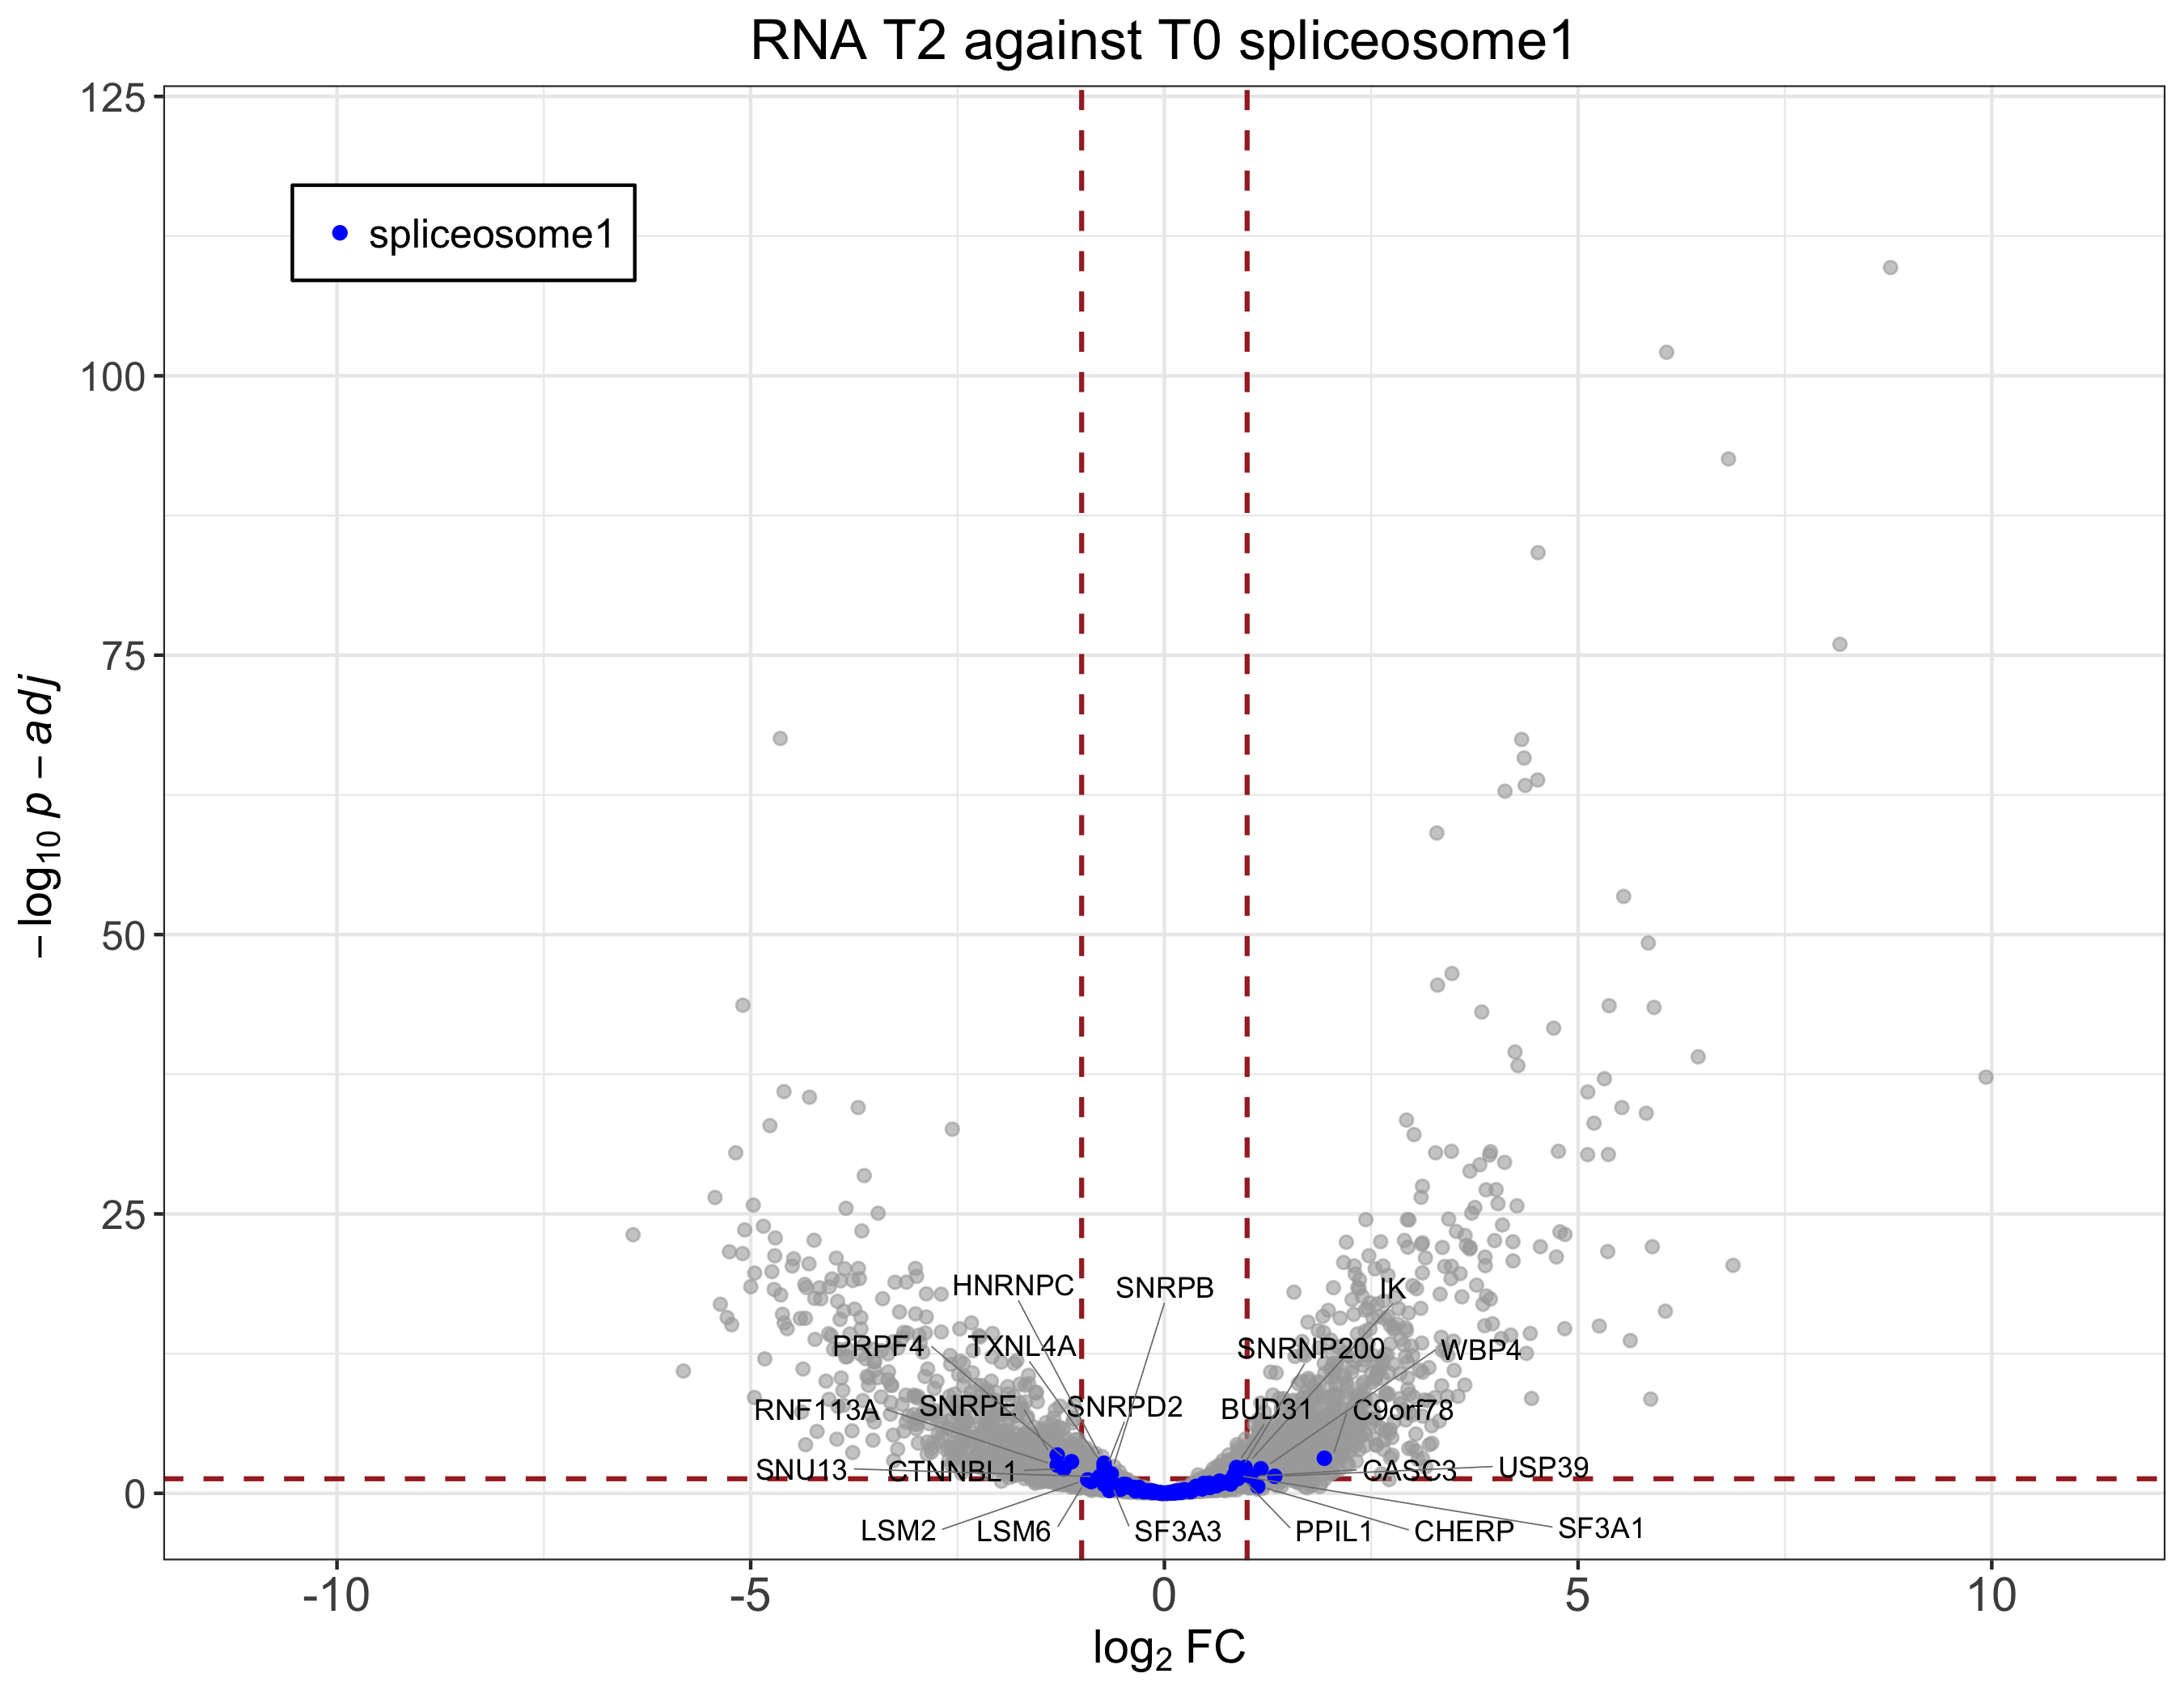 RNA T2 against T0 spliceosome1
125
100
75
50
25
0
−log10 p − adj
spliceosome1
HNRNPC
SNRPB
IK
PRPF4
TXNL4A
SNRNP200
WBP4
RNF113A
SNRPE
SNRPD2
BUD31
C9orf78
SNU13
CTNNBL1
CASC3
USP39
LSM2
LSM6
SF3A3
PPIL1
CHERP
SF3A1
-10
-5
0
5
10
log2 FC